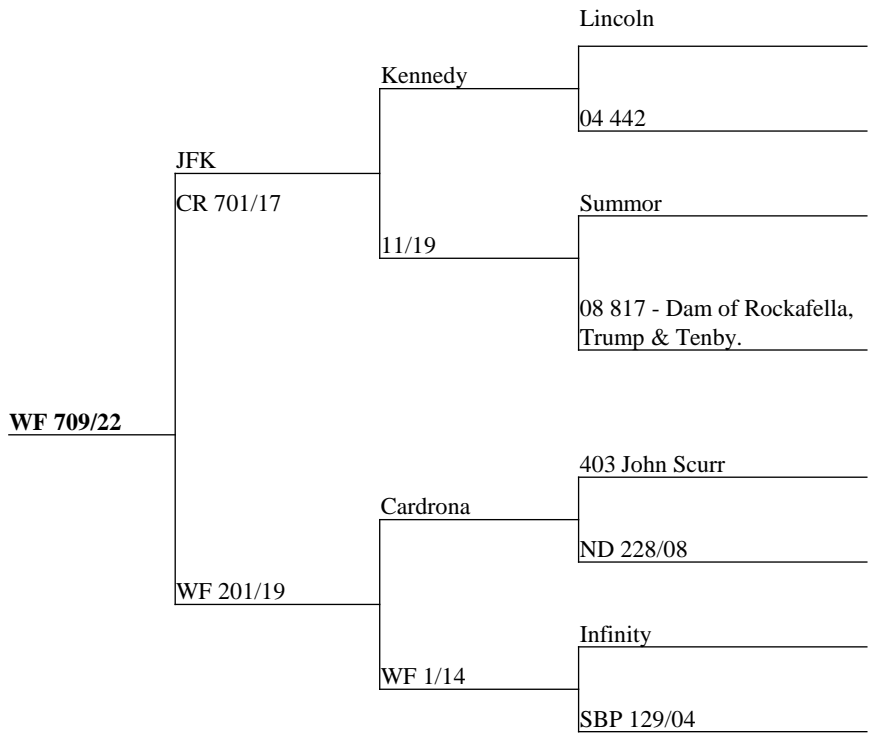 Lincoln
Kennedy
04 442
JFK
CR 701/17
Summor
11/19
08 817 - Dam of Rockafella,
Trump & Tenby.
WF 709/22
403 John Scurr
Cardrona
ND 228/08
WF 201/19
Infinity
WF 1/14
SBP 129/04